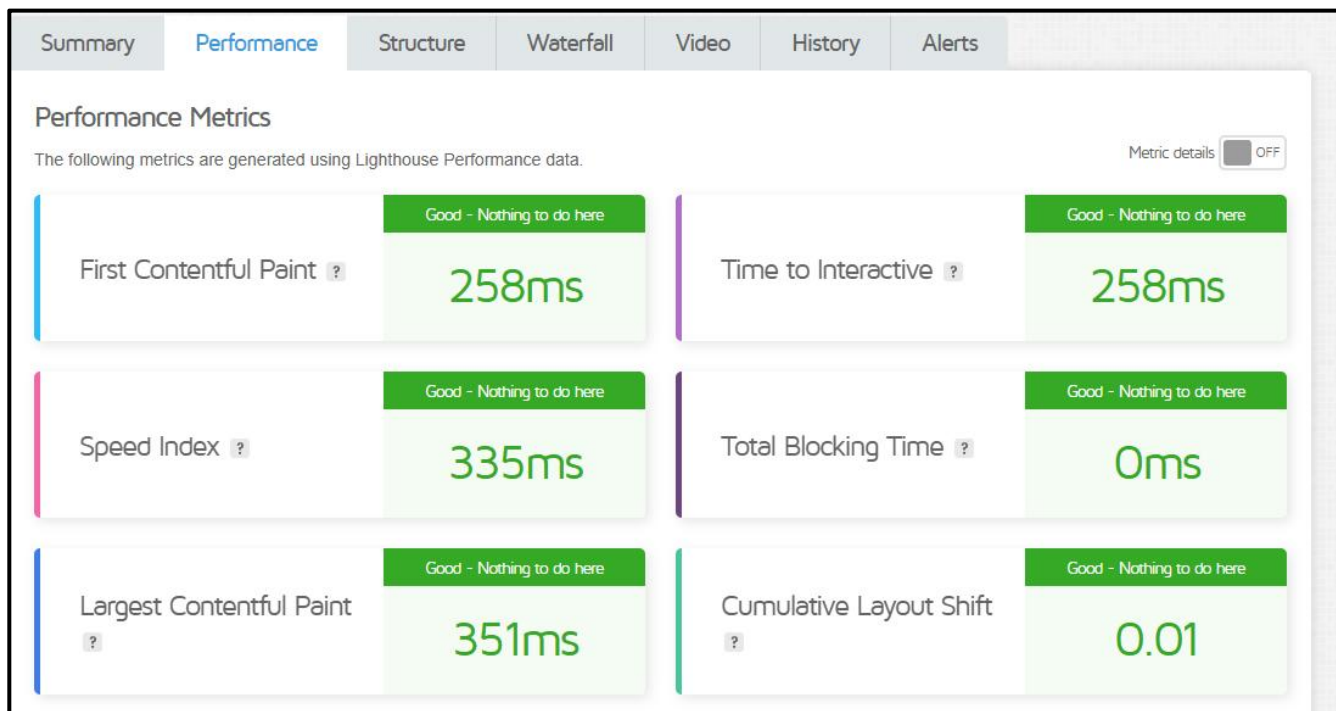 Summary Performance Structure Waterfall Video History Alerts
Performance Metrics
The following metrics are generated using Lighthouse Performance data.
Metric details OFF
First Contentful Paint ?
Good - Nothing to do here
258ms
Time to Interactive ?
Good - Nothing to do here
258ms
Speed Index ?
Good - Nothing to do here
335ms
Total Blocking Time ?
Good - Nothing to do here
0ms
Largest Contentful Paint
?
Good - Nothing to do here
351ms
Cumulative Layout Shift
?
Good - Nothing to do here
0.01